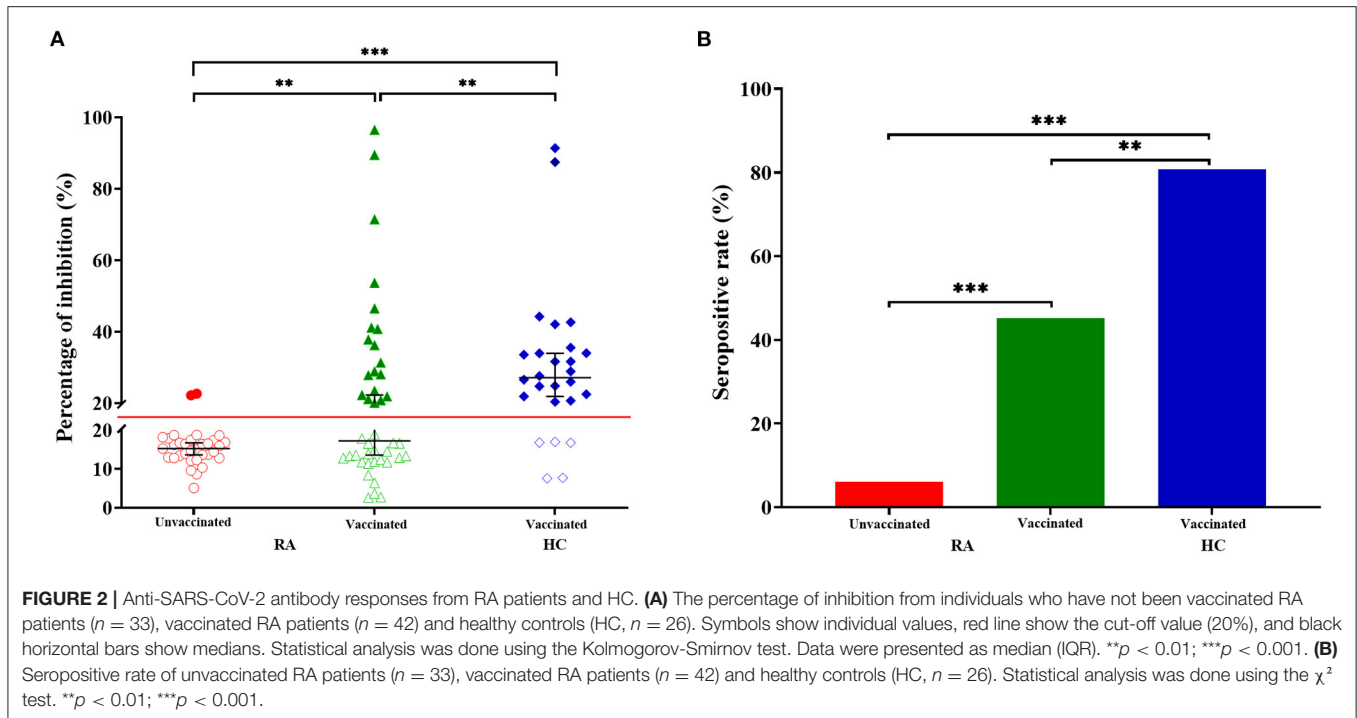 A
***
**
**
100
80
60
40
20
20
10
0
Percentage of inhibition (%)
Unvaccinated
Vaccinated
Vaccinated
RA
HC
B
***
**
***
100
80
60
40
20
0
Seropositive rate (%)
Unvaccinated
Vaccinated
Vaccinated
RA
HC
FIGURE 2 | Anti-SARS-CoV-2 antibody responses from RA patients and HC. (A) The percentage of inhibition from individuals who have not been vaccinated RA
patients (n = 33), vaccinated RA patients (n = 42) and healthy controls (HC, n = 26). Symbols show individual values, red line show the cut-off value (20%), and black
horizontal bars show medians. Statistical analysis was done using the Kolmogorov-Smirnov test. Data were presented as median (IQR). **p < 0.01; ***p < 0.001. (B)
Seropositive rate of unvaccinated RA patients (n = 33), vaccinated RA patients (n = 42) and healthy controls (HC, n = 26). Statistical analysis was done using the χ²
test. **p < 0.01; ***p < 0.001.